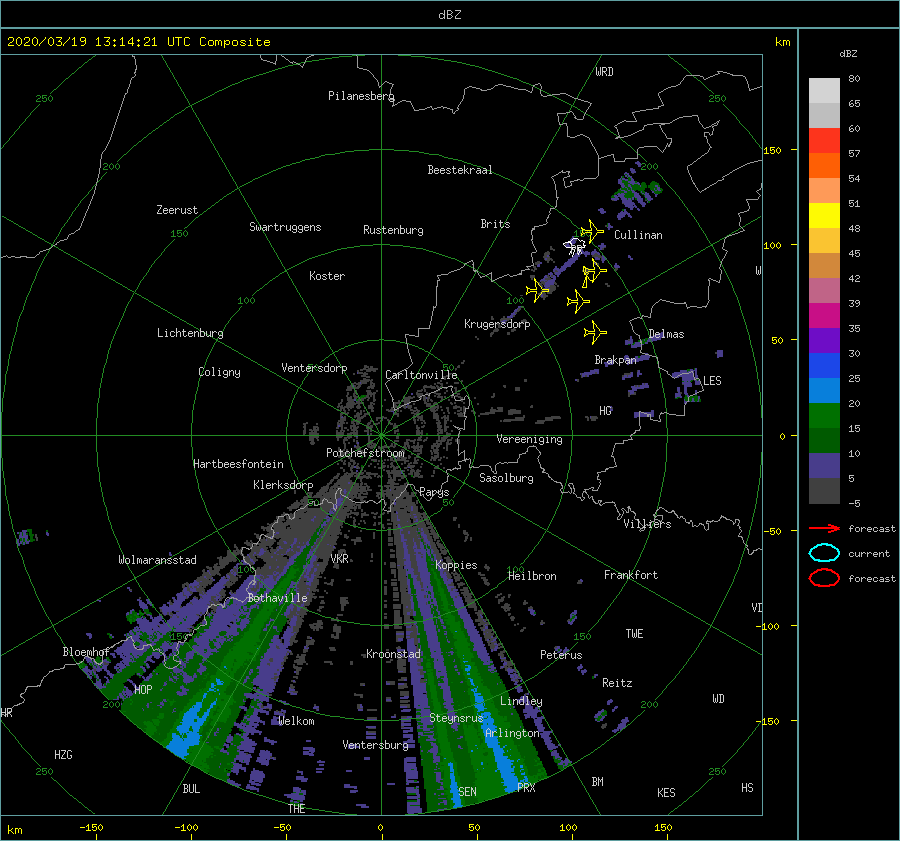 dBZ
2020/03/19 13:14:21 UTC Composite
km
dBZ
WRD
80
250
Pilanesberg
250
65
60
150
57
200
Beestekraal
200
54
Zeerust
51
Swartruggens
Brits
150
Rustenburg
Cullinan
48
100
45
Koster
42
100
100
39
Krugersdorp
Lichtenburg
Delmas
35
50
30
Brakpan
Coligny
Ventersdorp
50
Carltonville
LES
25
HG
20
0
Vereeniging
15
Potchefstroom
10
Hartbeesfontein
Klerksdorp
Sasolburg
5
Parys
50
50
-5
Villiers
-50
forecast
Wolmaransstad
VKR
current
100
Koppies
100
Heilbron
Frankfort
forecast
Bothaville
VD
-100
150
150
TWE
Bloemhof
Kroonstad
Peterus
HOP
Reitz
200
Lindley
200
WD
HR
Welkom
Steynsrus
-150
Arlington
Ventersburg
HZG
250
250
BUL
SEN
PRX
BM
KES
HS
THE
km
-150
-100
-50
0
50
100
150